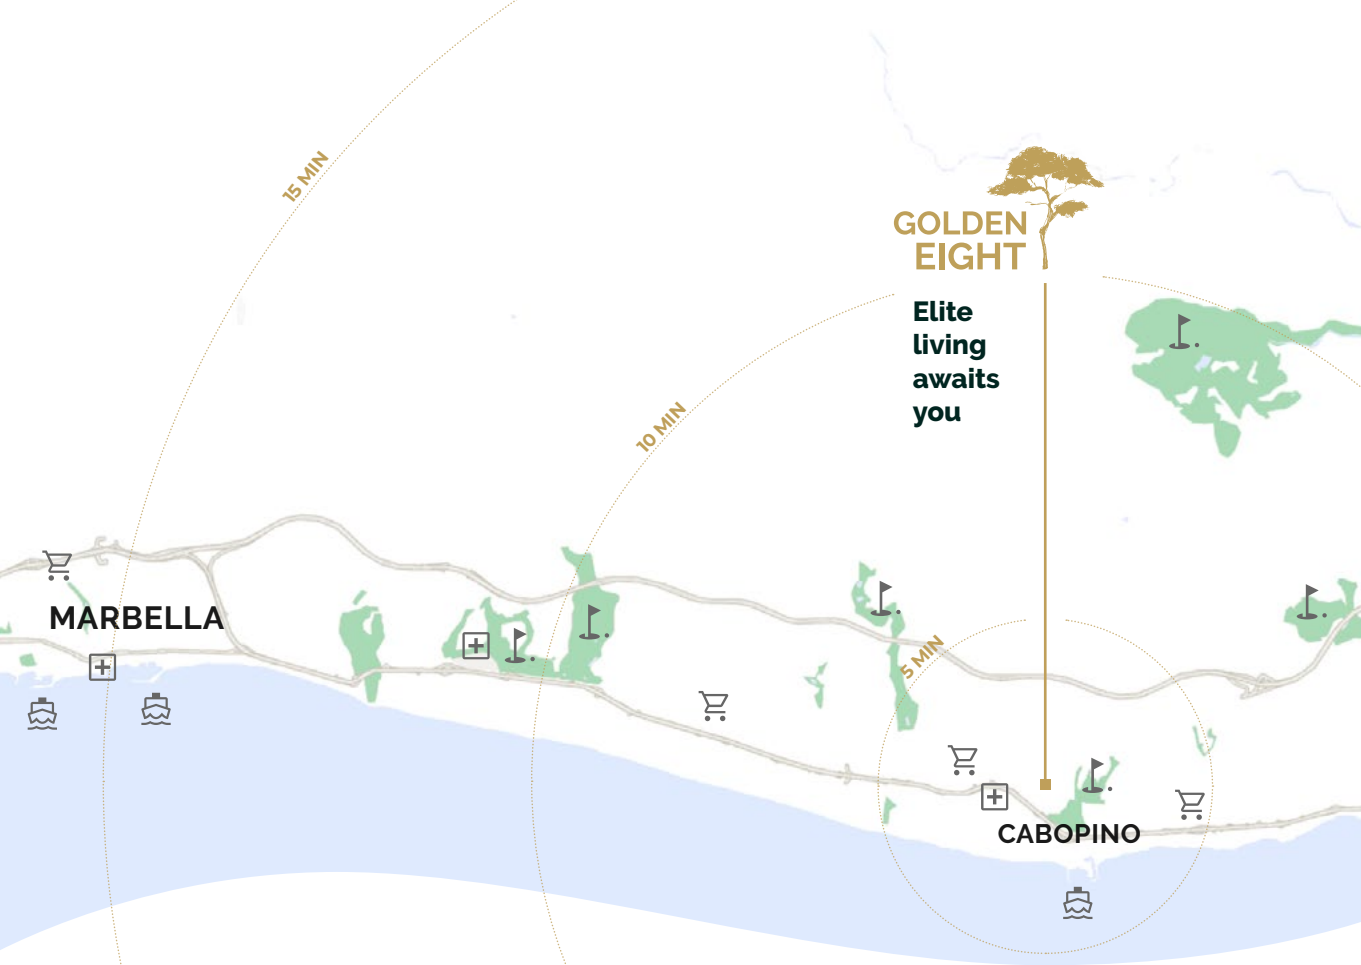 15 MIN
GOLDEN
EIGHT
Elite
living
awaits
you
10 MIN
MARBELLA
5 MIN
CABOPINO